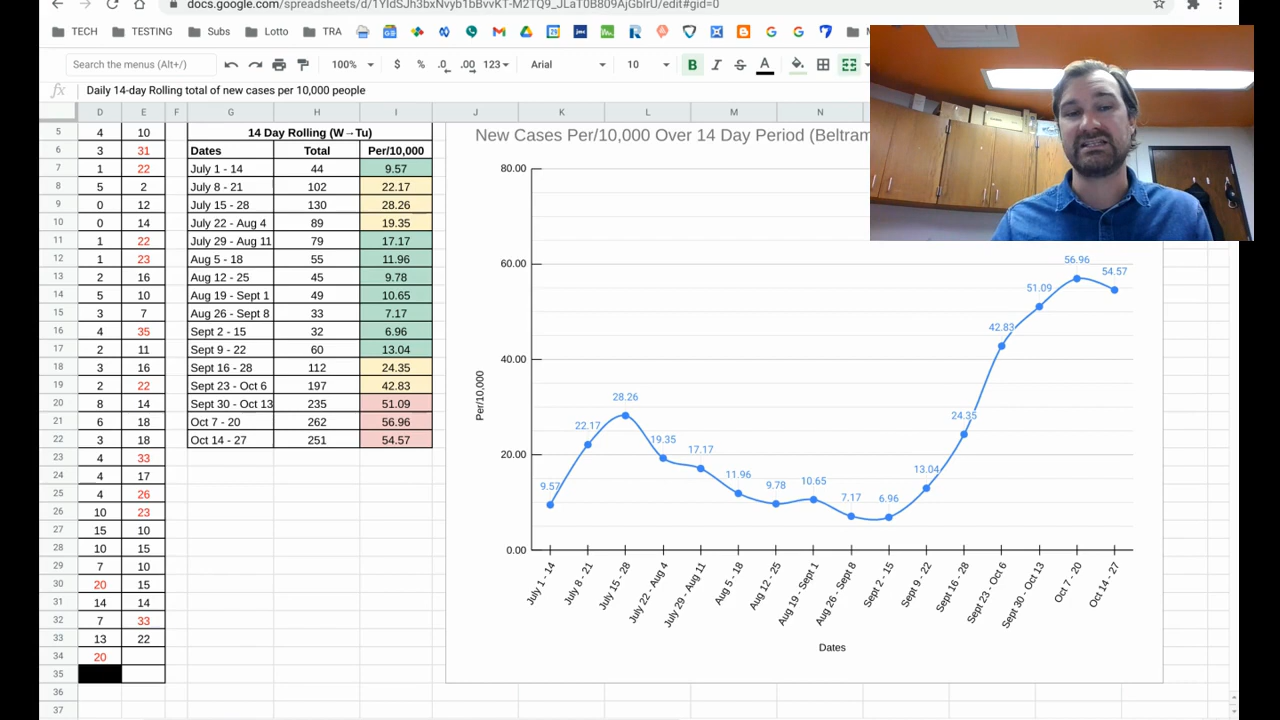 docs.google.com/spreadsheets/d/1YIdSJh3bxNvyb1bBvvKT-M2TQ9_JLaT0B809AjGbIrU/edit#gid=0
TECH TESTING Subs Lotto TRA
Search the menus (Alt+/) 100% $ % .0 .00 123 Arial 10 B I S A
fx Daily 14-day Rolling total of new cases per 10,000 people
D E F G H I J K L M N
5 4 10 14 Day Rolling (W→Tu)
6 3 31 Dates Total Per/10,000
7 1 22 July 1 - 14 44 9.57
8 5 2 July 8 - 21 102 22.17
9 0 12 July 15 - 28 130 28.26
10 0 14 July 22 - Aug 4 89 19.35
11 1 22 July 29 - Aug 11 79 17.17
12 1 23 Aug 5 - 18 55 11.96
13 2 16 Aug 12 - 25 45 9.78
14 5 10 Aug 19 - Sept 1 49 10.65
15 3 7 Aug 26 - Sept 8 33 7.17
16 4 35 Sept 2 - 15 32 6.96
17 2 11 Sept 9 - 22 60 13.04
18 3 16 Sept 16 - 28 112 24.35
19 2 22 Sept 23 - Oct 6 197 42.83
20 8 14 Sept 30 - Oct 13 235 51.09
21 6 18 Oct 7 - 20 262 56.96
22 3 18 Oct 14 - 27 251 54.57
23 4 33
24 4 17
25 4 26
26 10 23
27 15 10
28 10 15
29 7 10
30 20 15
31 14 14
32 7 33
33 13 22
34 20
35
36
37
New Cases Per/10,000 Over 14 Day Period (Beltram
80.00
60.00
40.00
20.00
0.00
Per/10,000
9.57 22.17 28.26 19.35 17.17 11.96 9.78 10.65 7.17 6.96 13.04 24.35 42.83 51.09 56.96 54.57
July 1 - 14
July 8 - 21
July 15 - 28
July 22 - Aug 4
July 29 - Aug 11
Aug 5 - 18
Aug 12 - 25
Aug 19 - Sept 1
Aug 26 - Sept 8
Sept 2 - 15
Sept 9 - 22
Sept 16 - 28
Sept 23 - Oct 6
Sept 30 - Oct 13
Oct 7 - 20
Oct 14 - 27
Dates